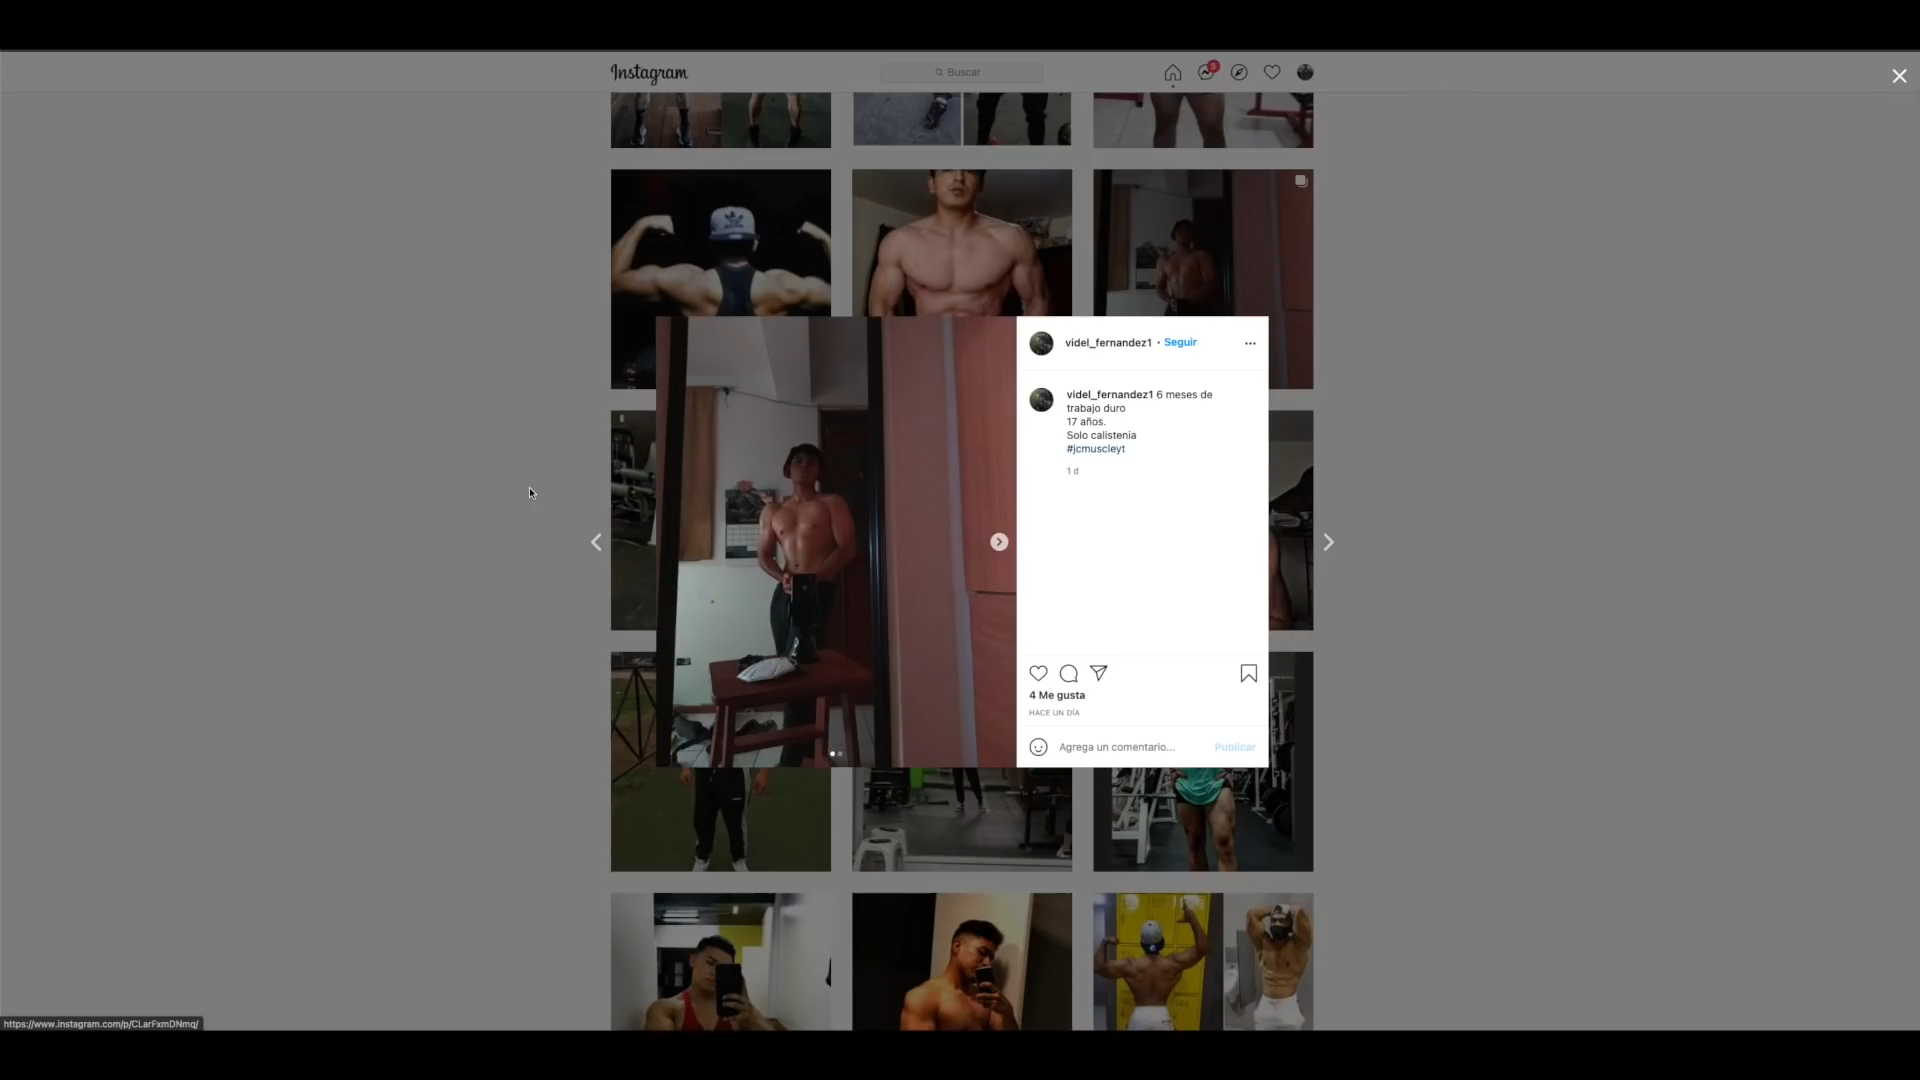 Instagram
Buscar
3
videl_fernandez1 • Seguir
videl_fernandez1 6 meses de
trabajo duro
17 años.
Solo calistenia
#jcmuscleyt
1 d
4 Me gusta
HACE UN DÍA
Agrega un comentario...
Publicar
https://www.instagram.com/p/CLarFxmDNmq/